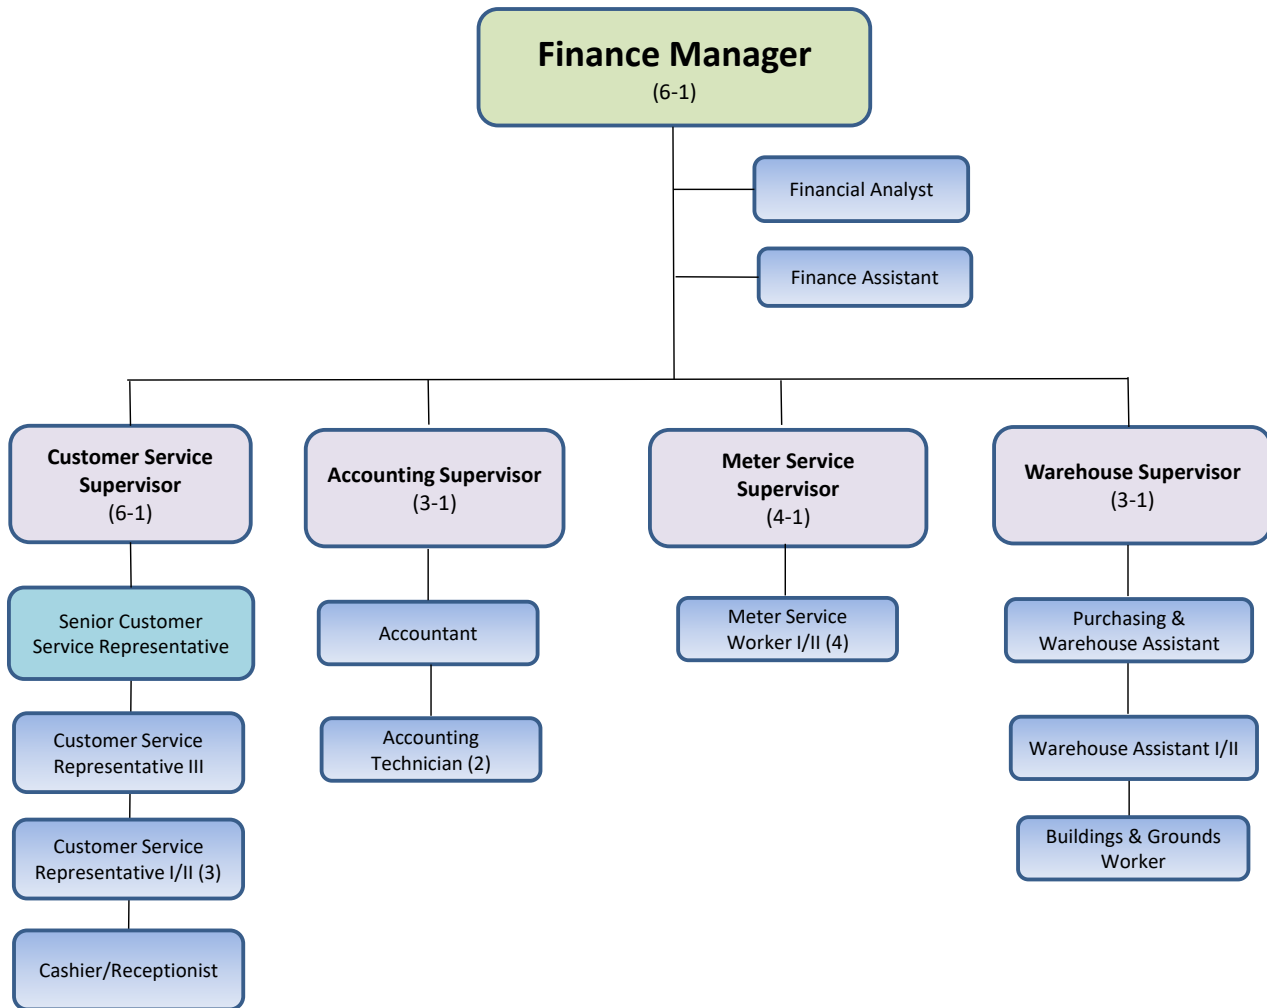 Finance Manager
(6-1)
Financial Analyst
Finance Assistant
Customer Service
Supervisor
(6-1)
Accounting Supervisor
(3-1)
Meter Service
Supervisor
(4-1)
Warehouse Supervisor
(3-1)
Senior Customer
Service Representative
Accountant
Meter Service
Worker I/II (4)
Purchasing &
Warehouse Assistant
Customer Service
Representative III
Accounting
Technician (2)
Warehouse Assistant I/II
Customer Service
Representative I/II (3)
Buildings & Grounds
Worker
Cashier/Receptionist